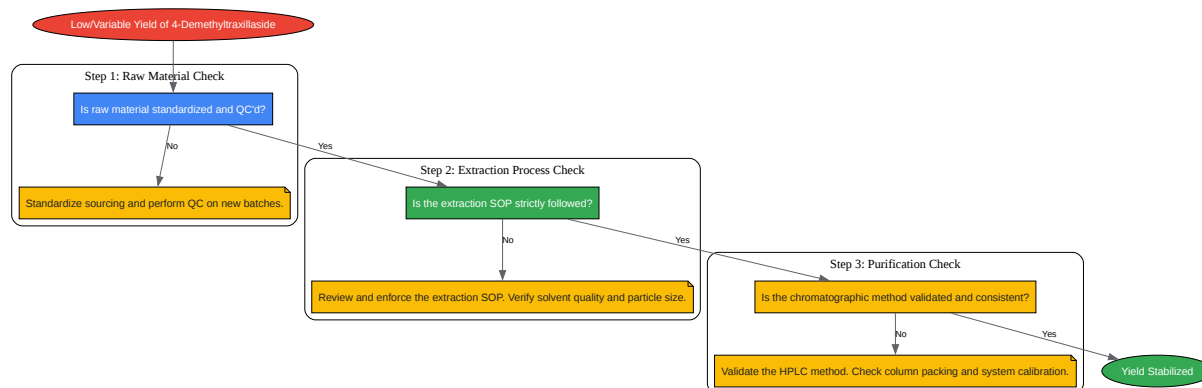 Low/Variable Yield of 4-Demethyltraxillaside
Step 1: Raw Material Check
Is raw material standardized and QC'd?
No
Yes
Standardize sourcing and perform QC on new batches.
Step 2: Extraction Process Check
Is the extraction SOP strictly followed?
No
Yes
Review and enforce the extraction SOP. Verify solvent quality and particle size.
Step 3: Purification Check
Is the chromatographic method validated and consistent?
No
Yes
Validate the HPLC method. Check column packing and system calibration.
Yield Stabilized